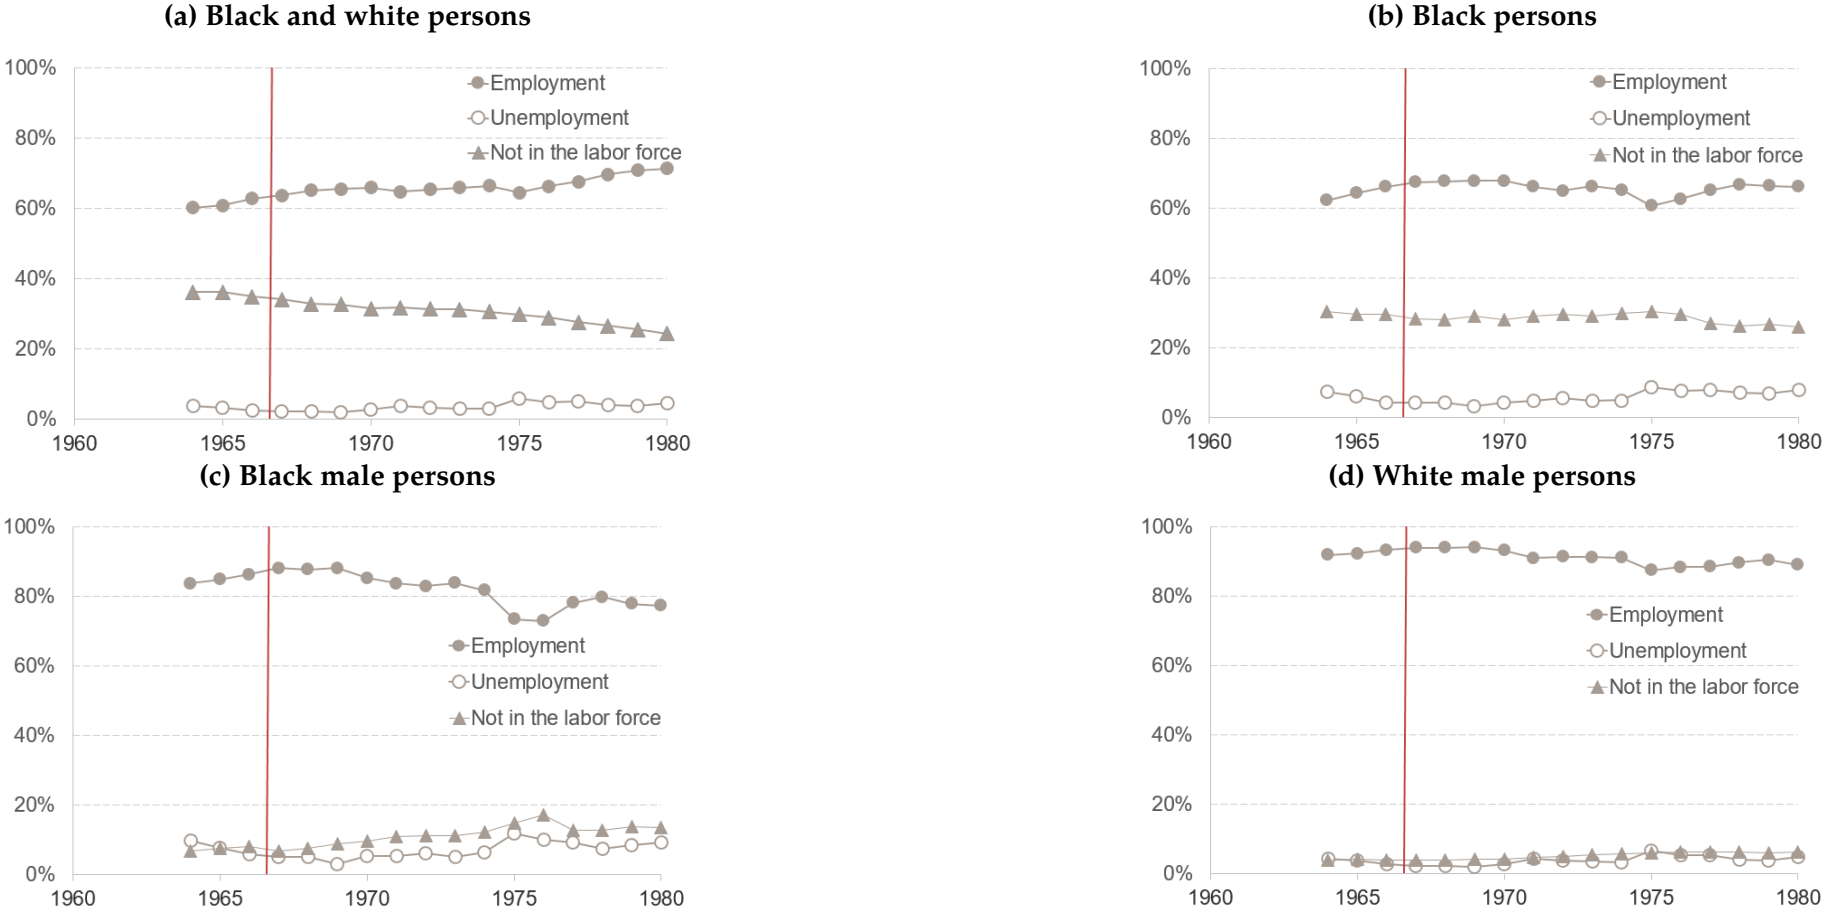 (a) Black and white persons
100%
80%
60%
40%
20%
0%
1960 1965 1970 1975 1980
Employment
Unemployment
Not in the labor force
(b) Black persons
100%
80%
60%
40%
20%
0%
1960 1965 1970 1975 1980
Employment
Unemployment
Not in the labor force
(c) Black male persons
100%
80%
60%
40%
20%
0%
1960 1965 1970 1975 1980
Employment
Unemployment
Not in the labor force
(d) White male persons
100%
80%
60%
40%
20%
0%
1960 1965 1970 1975 1980
Employment
Unemployment
Not in the labor force